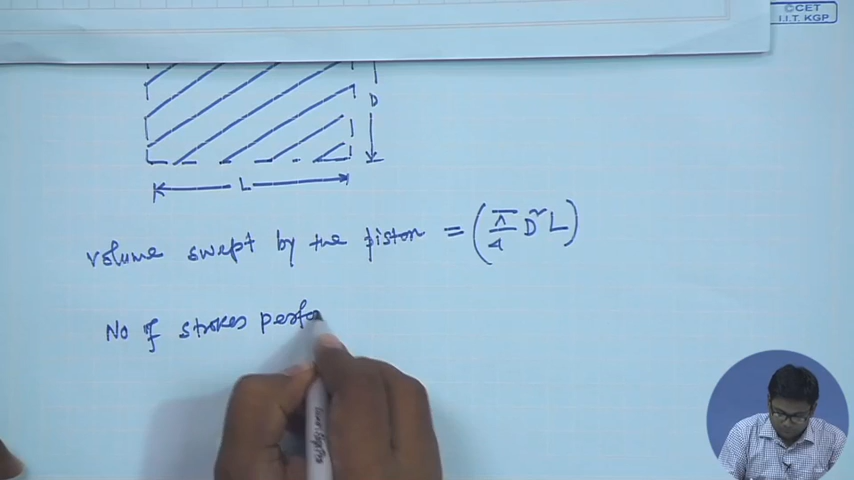 ©CET
I.I.T. KGP
D
L
volume swept by the piston = (π/4 D² L)
No of strokes perfo